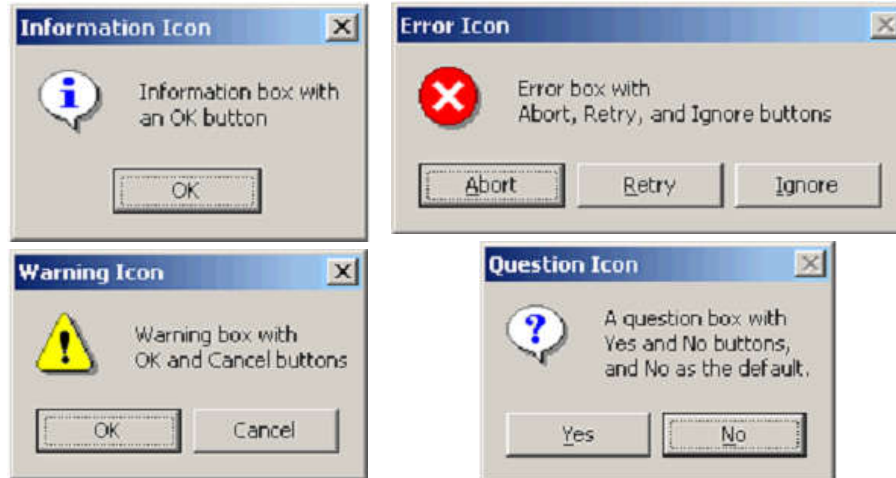 Information Icon
Information box with
an OK button
OK
Error Icon
Error box with
Abort, Retry, and Ignore buttons
Abort Retry Ignore
Warning Icon
Warning box with
OK and Cancel buttons
OK Cancel
Question Icon
A question box with
Yes and No buttons,
and No as the default.
Yes No